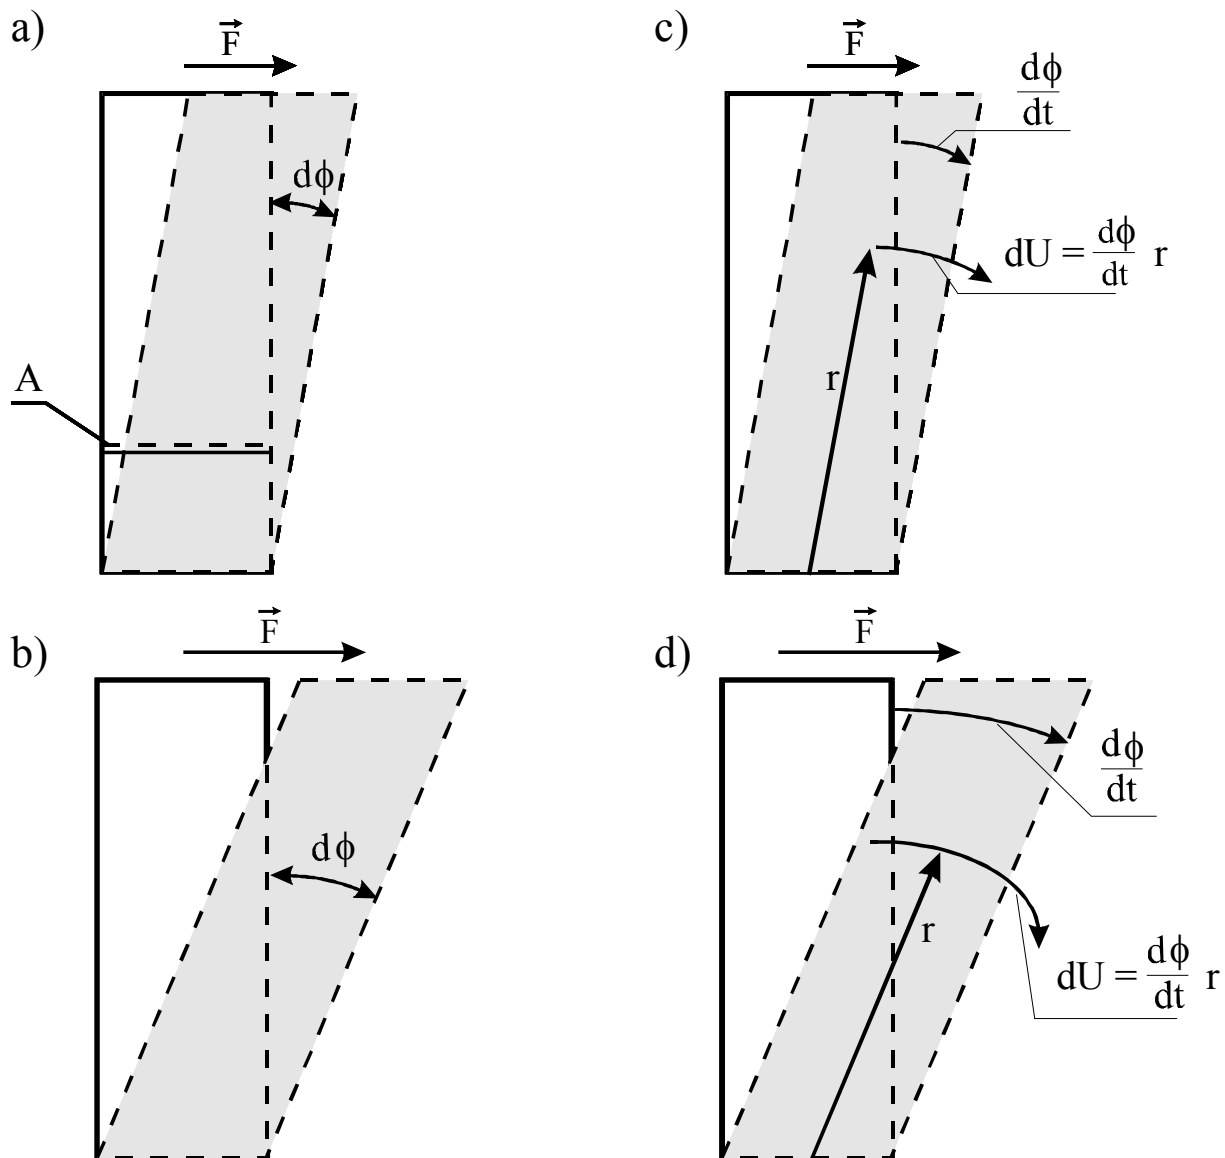 a)
F⃗
dϕ
A
c)
F⃗
dϕ
dt
dU = dϕ/dt r
r
b)
F⃗
dϕ
d)
F⃗
dϕ
dt
r
dU = dϕ/dt r